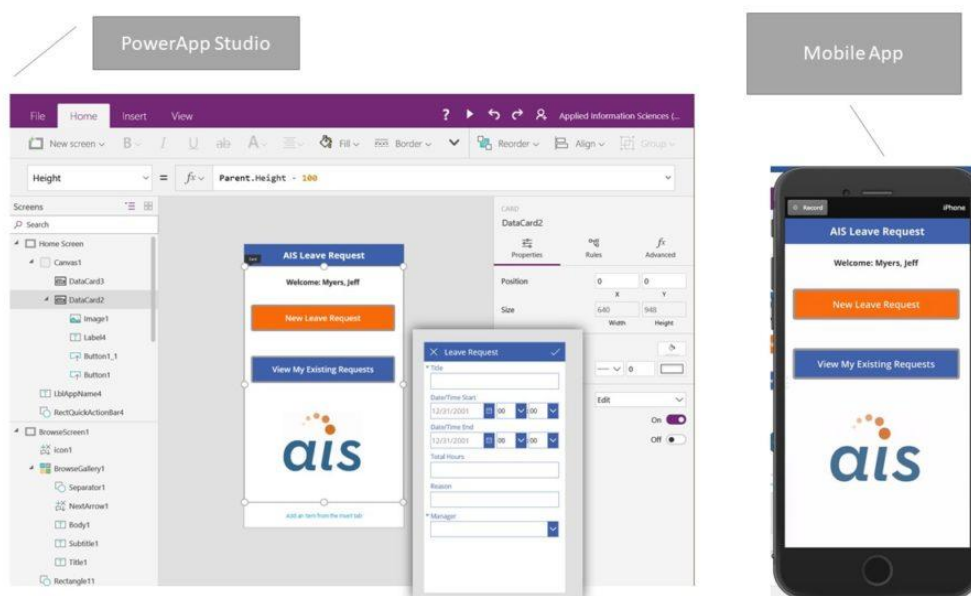 PowerApp Studio
Mobile App
File Home Insert View
? Applied Information Sciences (...
New screen B I U ab A Fill Border Reorder Align Group
Height = fx Parent.Height - 100
Screens
Search
Home Screen
Canvas1
DataCard3
DataCard2
Image1
Label4
Button1_1
Button1
LblAppName4
RectQuickActionBar4
BrowseScreen1
icon1
BrowseGallery1
Separator1
NextArrow1
Body1
Subtitle1
Title1
Rectangle11
Card
AIS Leave Request
Welcome: Myers, Jeff
New Leave Request
View My Existing Requests
ais
Add an item from the insert tab
CARD
DataCard2
Properties Rules fx Advanced
Position 0 0
X Y
Size 640 948
Width Height
0
Edit
On
Off
Leave Request
* Title
Date/Time Start
12/31/2001 00 : 00
Date/Time End
12/31/2001 00 : 00
Total Hours
Reason
* Manager
Record iPhone
AIS Leave Request
Welcome: Myers, Jeff
New Leave Request
View My Existing Requests
ais